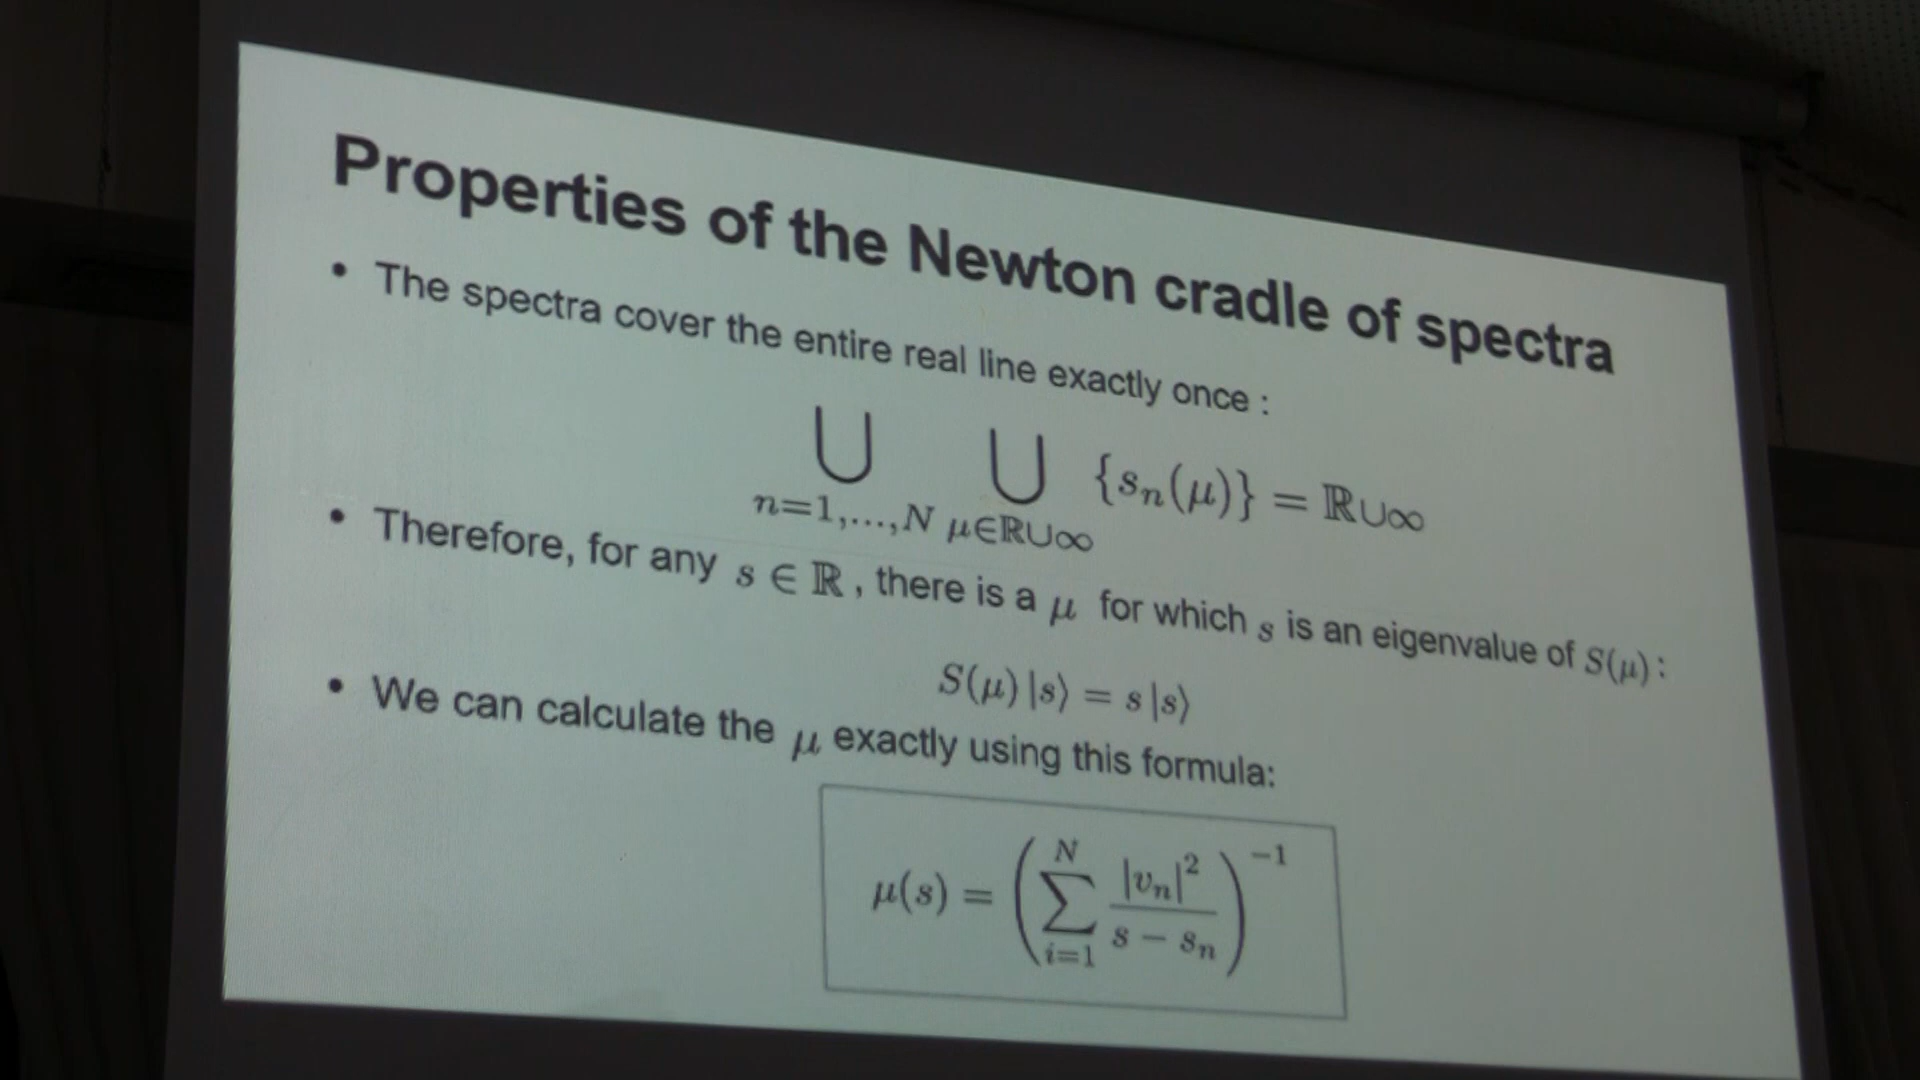 Properties of the Newton cradle of spectra
• The spectra cover the entire real line exactly once :
⋃ ⋃ {sₙ(μ)} = ℝ∪∞
n=1,...,N μ∈ℝ∪∞
• Therefore, for any s ∈ ℝ, there is a μ for which s is an eigenvalue of S(μ) :
S(μ) |s⟩ = s |s⟩
• We can calculate the μ exactly using this formula:
μ(s) = ( ∑_{i=1}^{N} |vₙ|² / (s − sₙ) )⁻¹